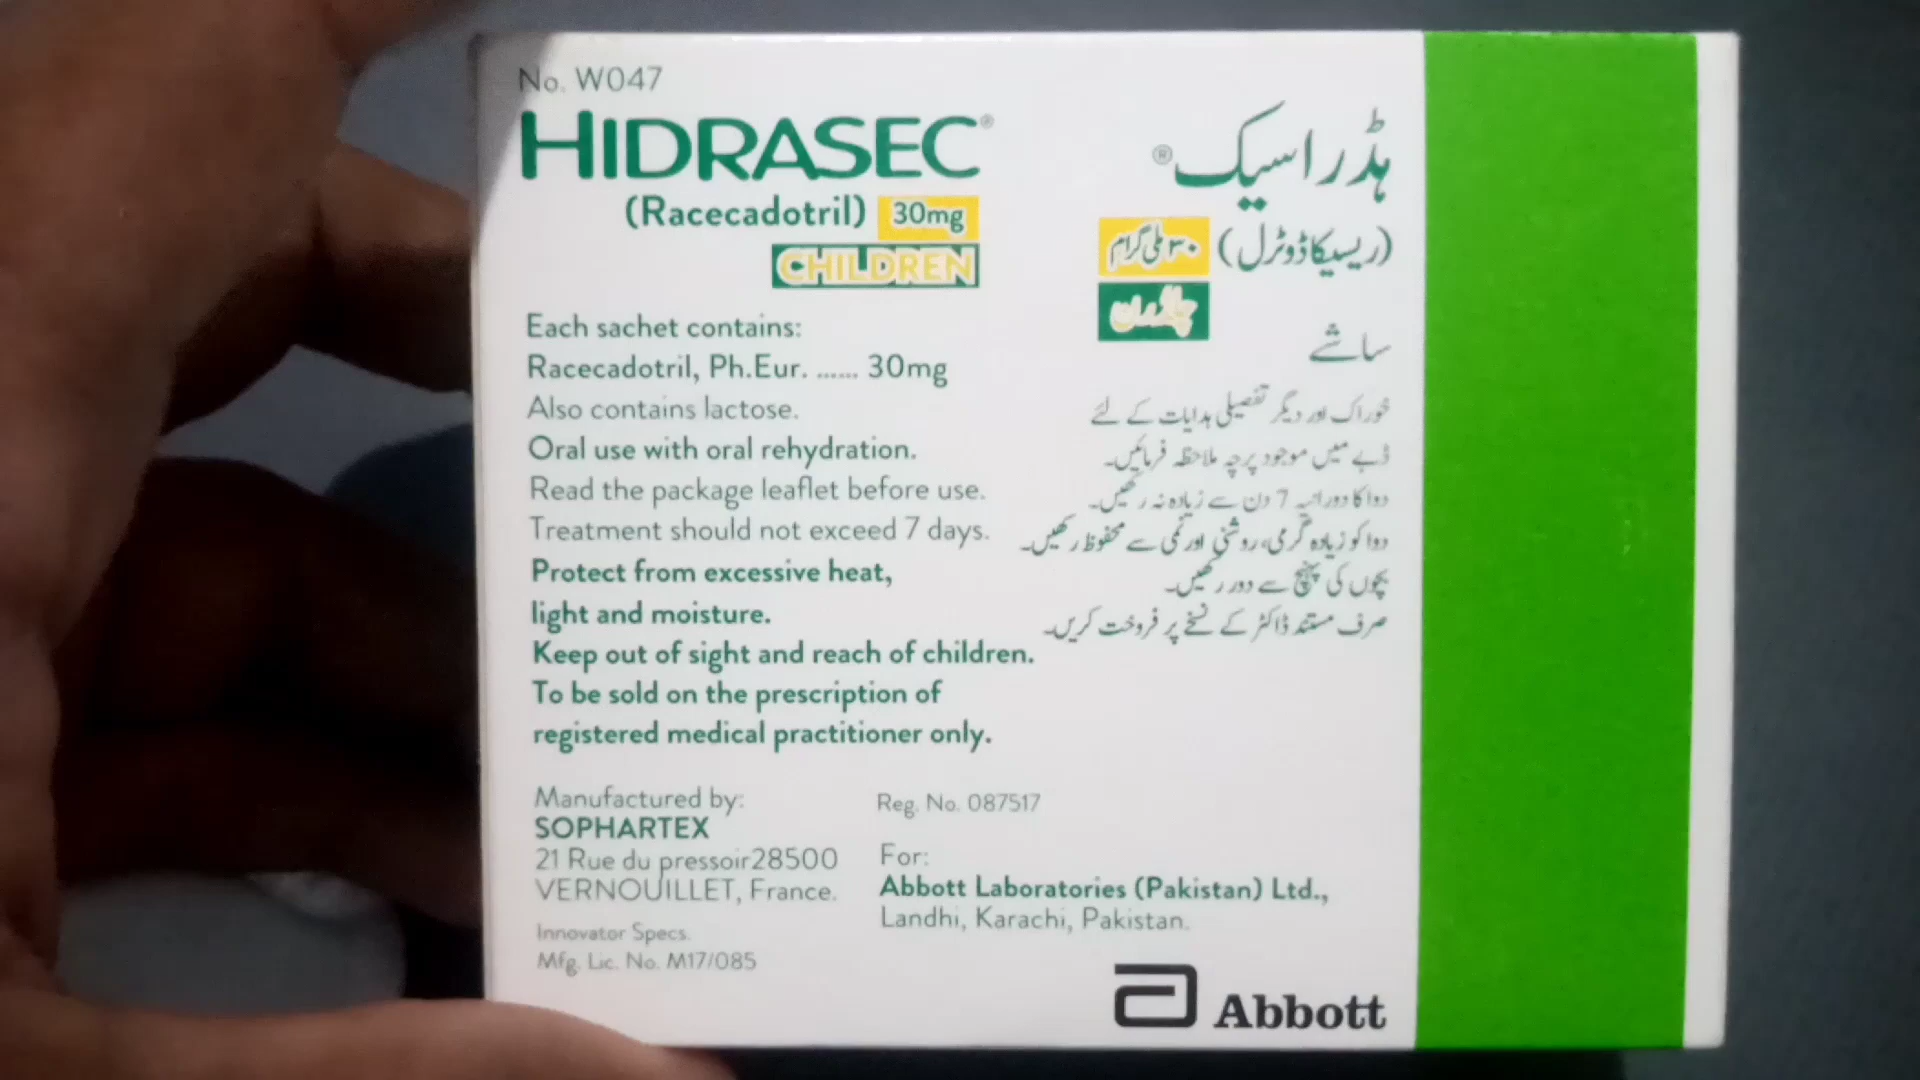 No. W047
HIDRASEC®
(Racecadotril) 30mg
CHILDREN
Each sachet contains:
Racecadotril, Ph.Eur. ...... 30mg
Also contains lactose.
Oral use with oral rehydration.
Read the package leaflet before use.
Treatment should not exceed 7 days.
Protect from excessive heat,
light and moisture.
Keep out of sight and reach of children.
To be sold on the prescription of
registered medical practitioner only.
ہڈراسیک®
(ریسیکاڈوٹرل) ۳۰ ملی گرام
چلڈرن
ساشے
خوراک اور دیگر تفصیلی ہدایات کے لئے
ڈبے میں موجود پرچہ ملاحظہ فرمائیں۔
دوا کا دورانیہ 7 دن سے زیادہ نہ رکھیں۔
دوا کو زیادہ گرمی، روشنی اور نمی سے محفوظ رکھیں۔
بچوں کی پہنچ سے دور رکھیں۔
صرف مستند ڈاکٹر کے نسخے پر فروخت کریں۔
Manufactured by:
SOPHARTEX
21 Rue du pressoir28500
VERNOUILLET, France.
Innovator Specs.
Mfg. Lic. No. M17/085
Reg. No. 087517
For:
Abbott Laboratories (Pakistan) Ltd.,
Landhi, Karachi, Pakistan.
Abbott